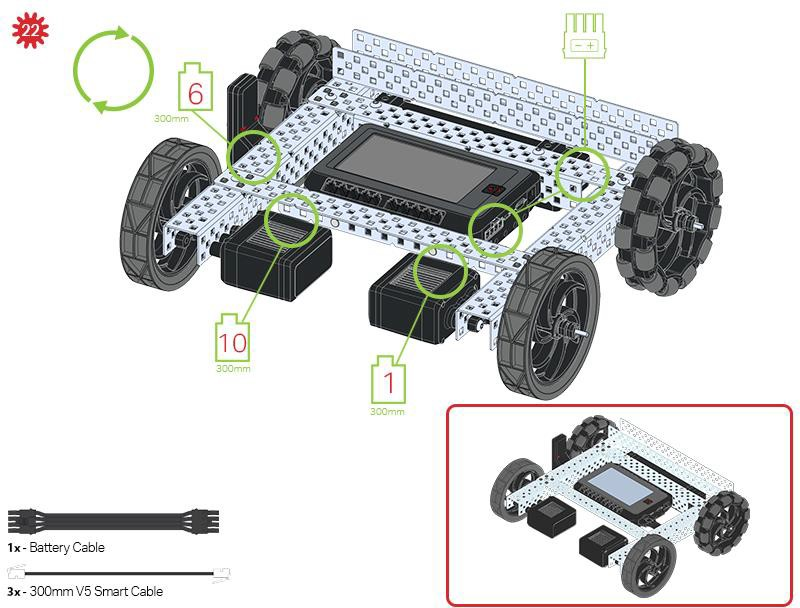 22
6
300mm
- +
10
300mm
1
300mm
1x - Battery Cable
3x - 300mm V5 Smart Cable